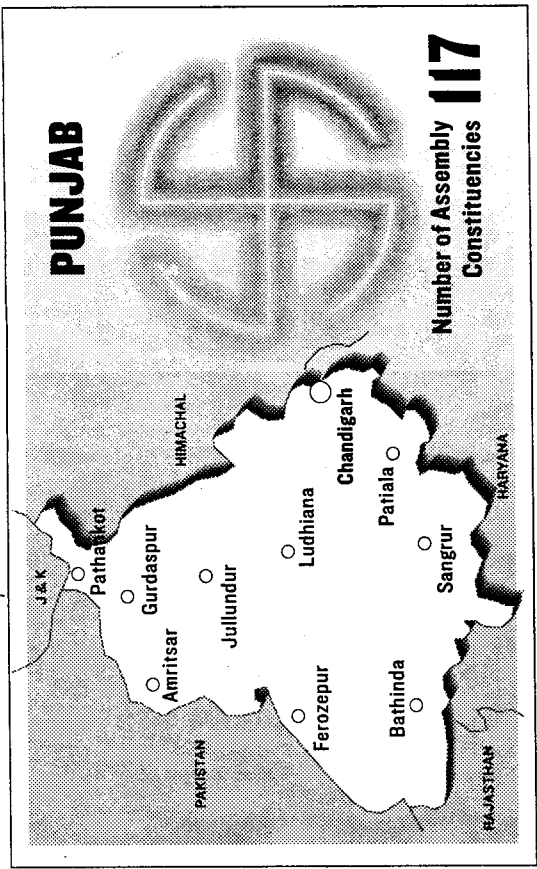 PUNJAB
Number of Assembly
Constituencies 117
J & K
Pathankot
HIMACHAL
Gurdaspur
Amritsar
Jullundur
PAKISTAN
Ludhiana
Chandigarh
Ferozepur
Patiala
Bathinda
Sangrur
RAJASTHAN
HARYANA